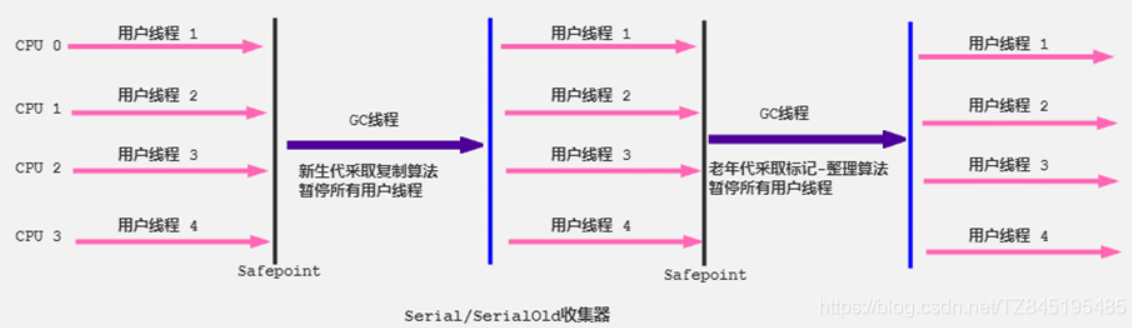 CPU 0
用户线程 1
用户线程 1
用户线程 1
CPU 1
用户线程 2
用户线程 2
用户线程 2
GC线程
GC线程
CPU 2
用户线程 3
用户线程 3
用户线程 3
新生代采取复制算法
暂停所有用户线程
老年代采取标记-整理算法
暂停所有用户线程
CPU 3
用户线程 4
用户线程 4
用户线程 4
Safepoint
Safepoint
Serial/SerialOld收集器
https://blog.csdn.net/TZ845195485